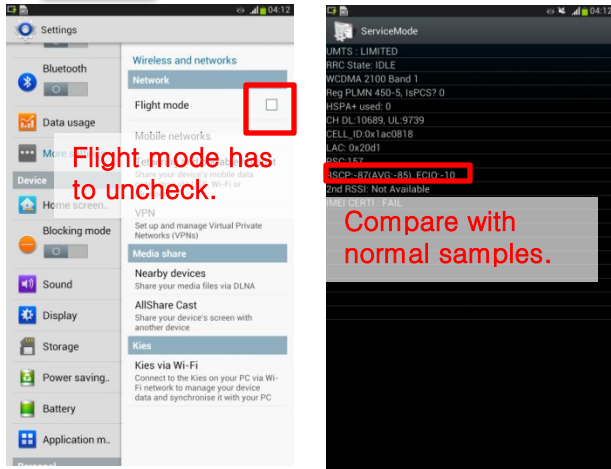 04:12
Settings
Bluetooth
Data usage
Device
Blocking mode
Sound
Display
Storage
Power saving..
Battery
Application m..
Wireless and networks
Network
Flight mode
Mobile networks
Flight mode has
to uncheck.
VPN
Set up and manage Virtual Private
Networks (VPNs)
Media share
Nearby devices
Share your media files via DLNA
AllShare Cast
Share your device's screen with
another device
Kies
Kies via Wi-Fi
Connect to the Kies on your PC via Wi-
Fi network to manage your device
data and synchronise it with your PC
04:12
ServiceMode
UMTS : LIMITED
RRC State: IDLE
WCDMA 2100 Band 1
Reg PLMN 450-5, IsPCS? 0
HSPA+ used: 0
CH DL:10689, UL:9739
CELL_ID:0x1ac0818
LAC: 0x20d1
PSC:157
RSCP:-87(AVG:-85), ECIO:-10
2nd RSSI: Not Available
IMEI CERTI : FAIL
Compare with
normal samples.